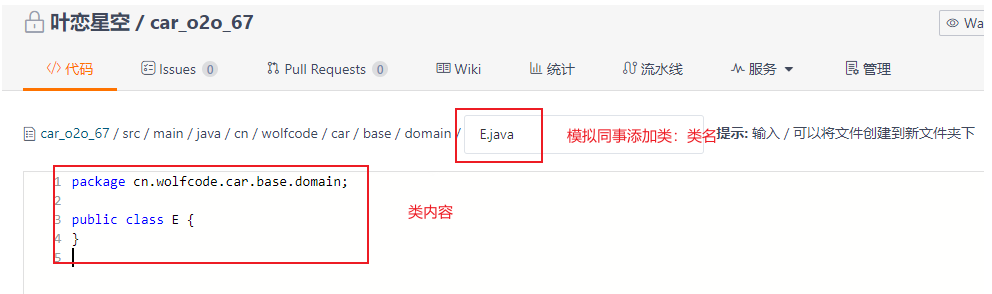 叶恋星空 / car_o2o_67
Wa
代码 Issues 0 Pull Requests 0 Wiki 统计 流水线 服务 管理
car_o2o_67 / src / main / java / cn / wolfcode / car / base / domain / E.java 模拟同事添加类：类名 提示: 输入 / 可以将文件创建到新文件夹下
1 package cn.wolfcode.car.base.domain;
2
3 public class E {
类内容
4 }
5